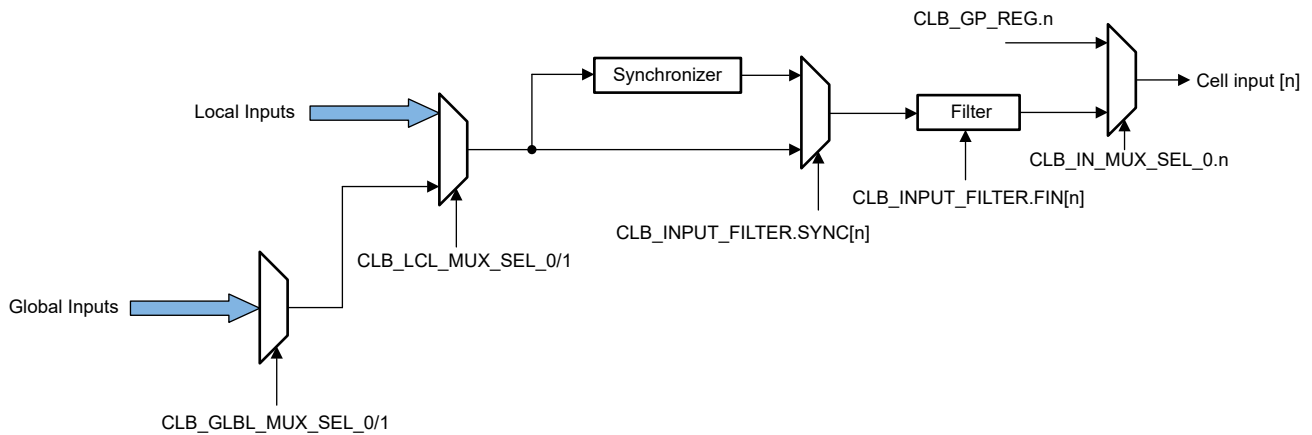 CLB_GP_REG.n
Synchronizer
Cell input [n]
Local Inputs
Filter
CLB_IN_MUX_SEL_0.n
CLB_INPUT_FILTER.FIN[n]
CLB_INPUT_FILTER.SYNC[n]
CLB_LCL_MUX_SEL_0/1
Global Inputs
CLB_GLBL_MUX_SEL_0/1